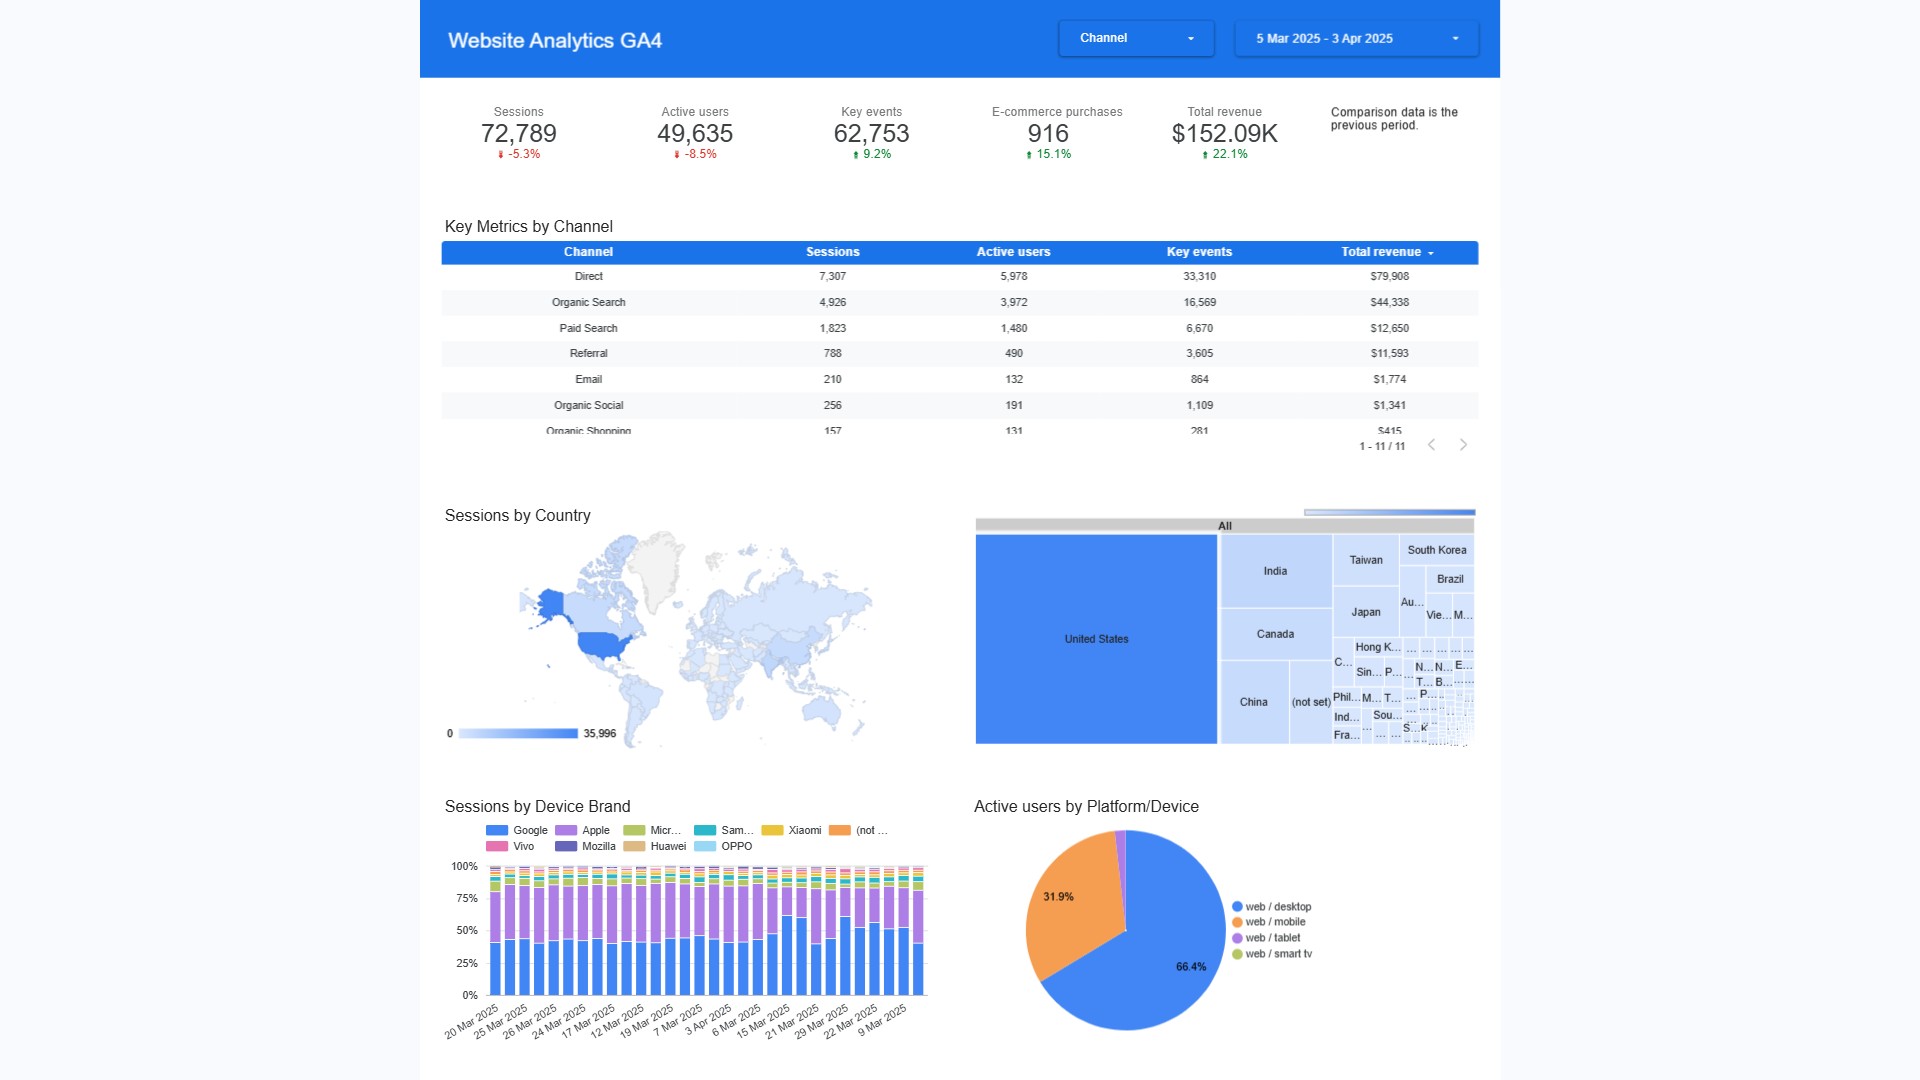 Website Analytics GA4
Channel
5 Mar 2025 - 3 Apr 2025
Sessions
72,789
-5.3%
Active users
49,635
-8.5%
Key events
62,753
9.2%
E-commerce purchases
916
15.1%
Total revenue
$152.09K
22.1%
Comparison data is the
previous period.
Key Metrics by Channel
Channel Sessions Active users Key events Total revenue
Direct 7,307 5,978 33,310 $79,908
Organic Search 4,926 3,972 16,569 $44,338
Paid Search 1,823 1,480 6,670 $12,650
Referral 788 490 3,605 $11,593
Email 210 132 864 $1,774
Organic Social 256 191 1,109 $1,341
Organic Shopping 157 131 281 $415
1 - 11 / 11
Sessions by Country
0 35,996
All
United States
India
Canada
China
(not set)
Taiwan
Japan
South Korea
Brazil
Au...
Vie... M...
Hong K...
C...
Sin... P...
N... N... E...
T... B...
Phil... M... T...
P...
Ind... Sou...
S... K
Fra...
Sessions by Device Brand
Google Apple Micr... Sam... Xiaomi (not ...
Vivo Mozilla Huawei OPPO
100%
75%
50%
25%
0%
20 Mar 2025
25 Mar 2025
26 Mar 2025
24 Mar 2025
17 Mar 2025
12 Mar 2025
19 Mar 2025
7 Mar 2025
3 Apr 2025
6 Mar 2025
15 Mar 2025
21 Mar 2025
29 Mar 2025
22 Mar 2025
9 Mar 2025
Active users by Platform/Device
31.9%
66.4%
web / desktop
web / mobile
web / tablet
web / smart tv